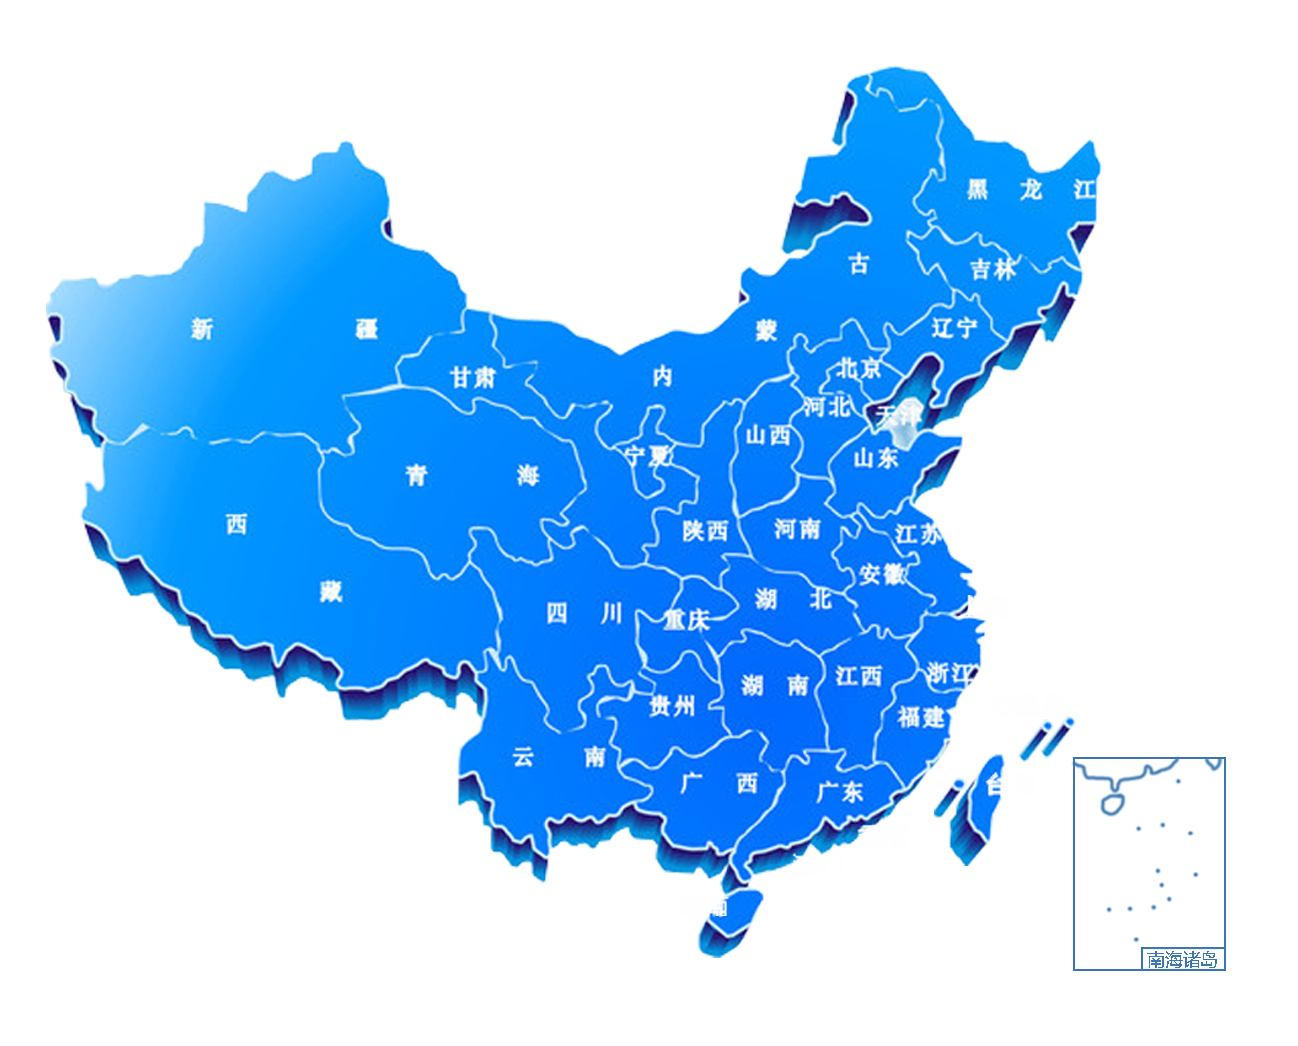 黑龙江
古
吉林
新疆
蒙
辽宁
内
甘肃
北京
河北
天津
山西
宁夏
山东
青海
西藏
陕西
河南
江苏
安徽
四川
重庆
湖北
湖南
江西
浙江
贵州
福建
云南
广西
广东
台
南海诸岛